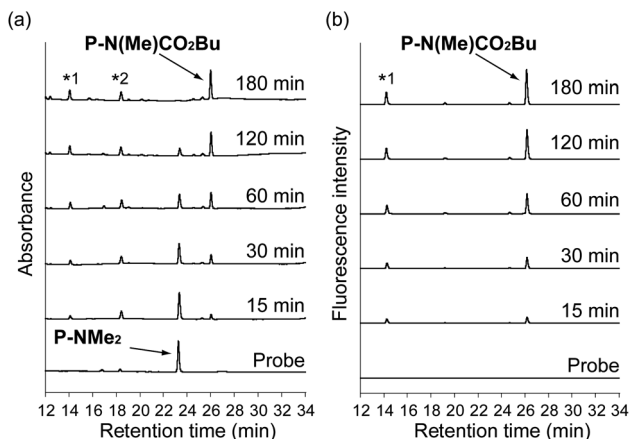 (a)
P-N(Me)CO₂Bu
*1
*2
180 min
120 min
60 min
30 min
15 min
P-NMe₂
Probe
Absorbance
12 14 16 18 20 22 24 26 28 30 32 34
Retention time (min)
(b)
P-N(Me)CO₂Bu
*1
180 min
120 min
60 min
30 min
15 min
Probe
Fluorescence intensity
12 14 16 18 20 22 24 26 28 30 32 34
Retention time (min)